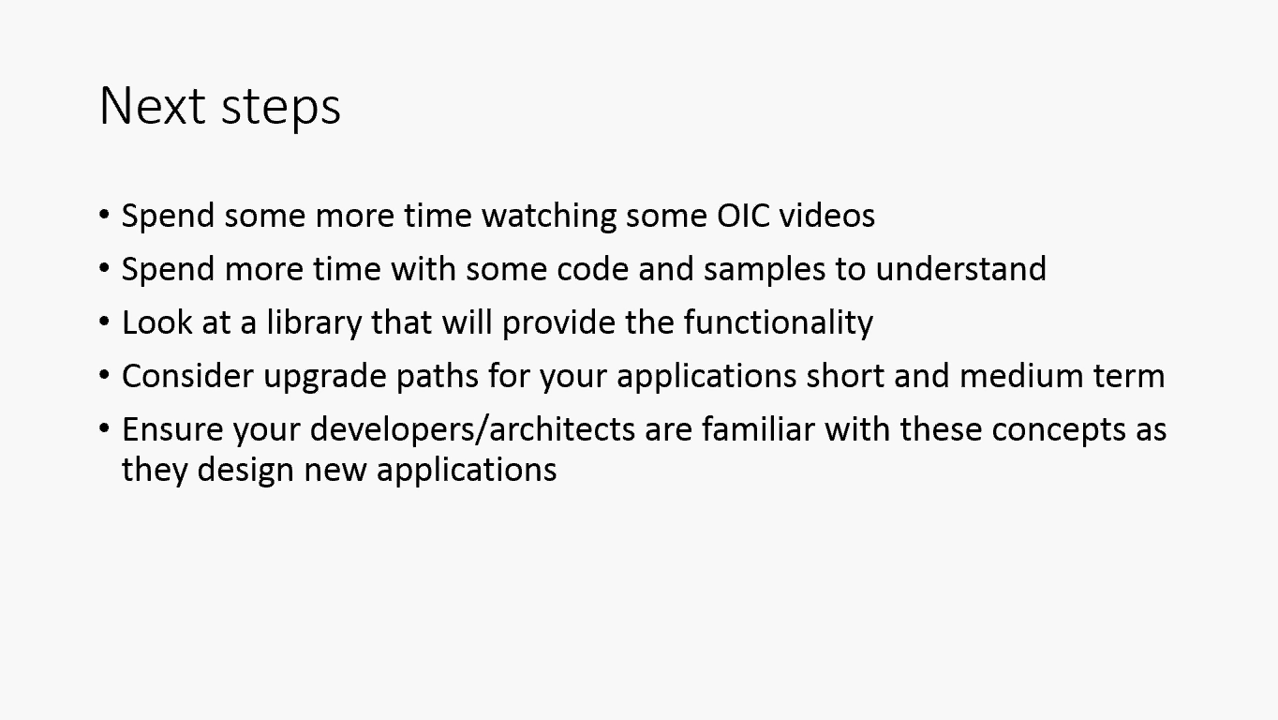 Next steps
• Spend some more time watching some OIC videos
• Spend more time with some code and samples to understand
• Look at a library that will provide the functionality
• Consider upgrade paths for your applications short and medium term
• Ensure your developers/architects are familiar with these concepts as
they design new applications